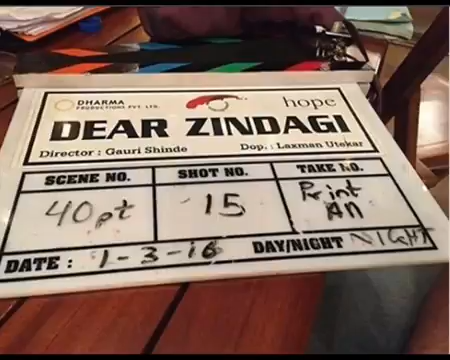 DHARMA
PRODUCTIONS PVT. LTD.
hope
DEAR ZINDAGI
Director : Gauri Shinde
Dop. : Laxman Utekar
SCENE NO. SHOT NO. TAKE NO.
40pt 15 Print
An
DATE : 1-3-16 DAY/NIGHT NIGHT